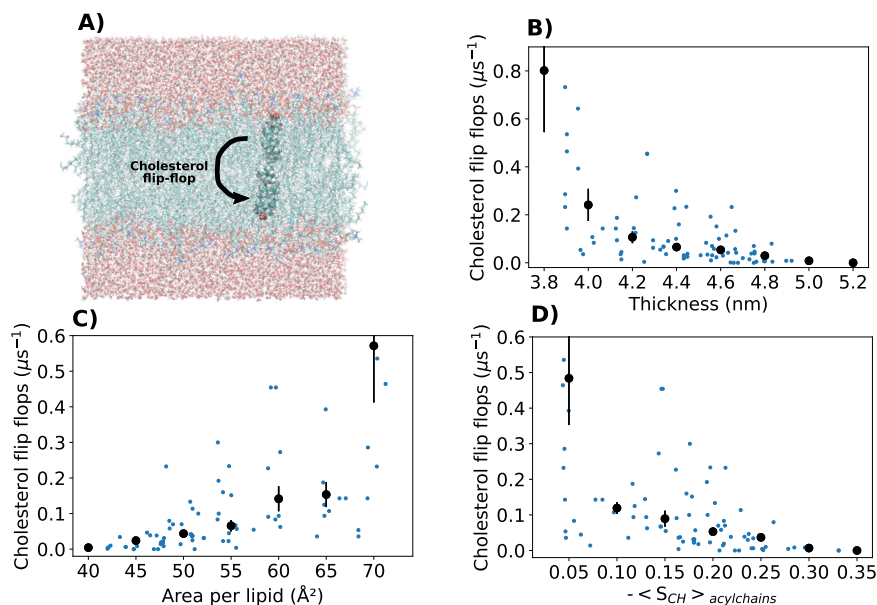 A)
Cholesterol
flip-flop
B)
Cholesterol flip flops (μs⁻¹)
0.8
0.6
0.4
0.2
0.0
3.8 4.0 4.2 4.4 4.6 4.8 5.0 5.2
Thickness (nm)
C)
Cholesterol flip flops (μs⁻¹)
0.6
0.5
0.4
0.3
0.2
0.1
0.0
40 45 50 55 60 65 70
Area per lipid (Å²)
D)
Cholesterol flip flops (μs⁻¹)
0.6
0.5
0.4
0.3
0.2
0.1
0.0
0.05 0.10 0.15 0.20 0.25 0.30 0.35
- < S_CH > acylchains